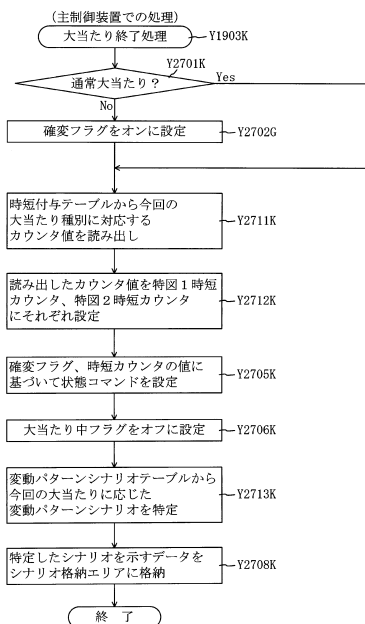 （主制御装置での処理）
大当たり終了処理
Y1903K
Y2701K
通常大当たり？
Yes
No
確変フラグをオンに設定
Y2702G
時短付与テーブルから今回の
大当たり種別に対応する
カウンタ値を読み出し
Y2711K
読み出したカウンタ値を特図１時短
カウンタ、特図２時短カウンタ
にそれぞれ設定
Y2712K
確変フラグ、時短カウンタの値に
基づいて状態コマンドを設定
Y2705K
大当たり中フラグをオフに設定
Y2706K
変動パターンシナリオテーブルから
今回の大当たりに応じた
変動パターンシナリオを特定
Y2713K
特定したシナリオを示すデータを
シナリオ格納エリアに格納
Y2708K
終　了